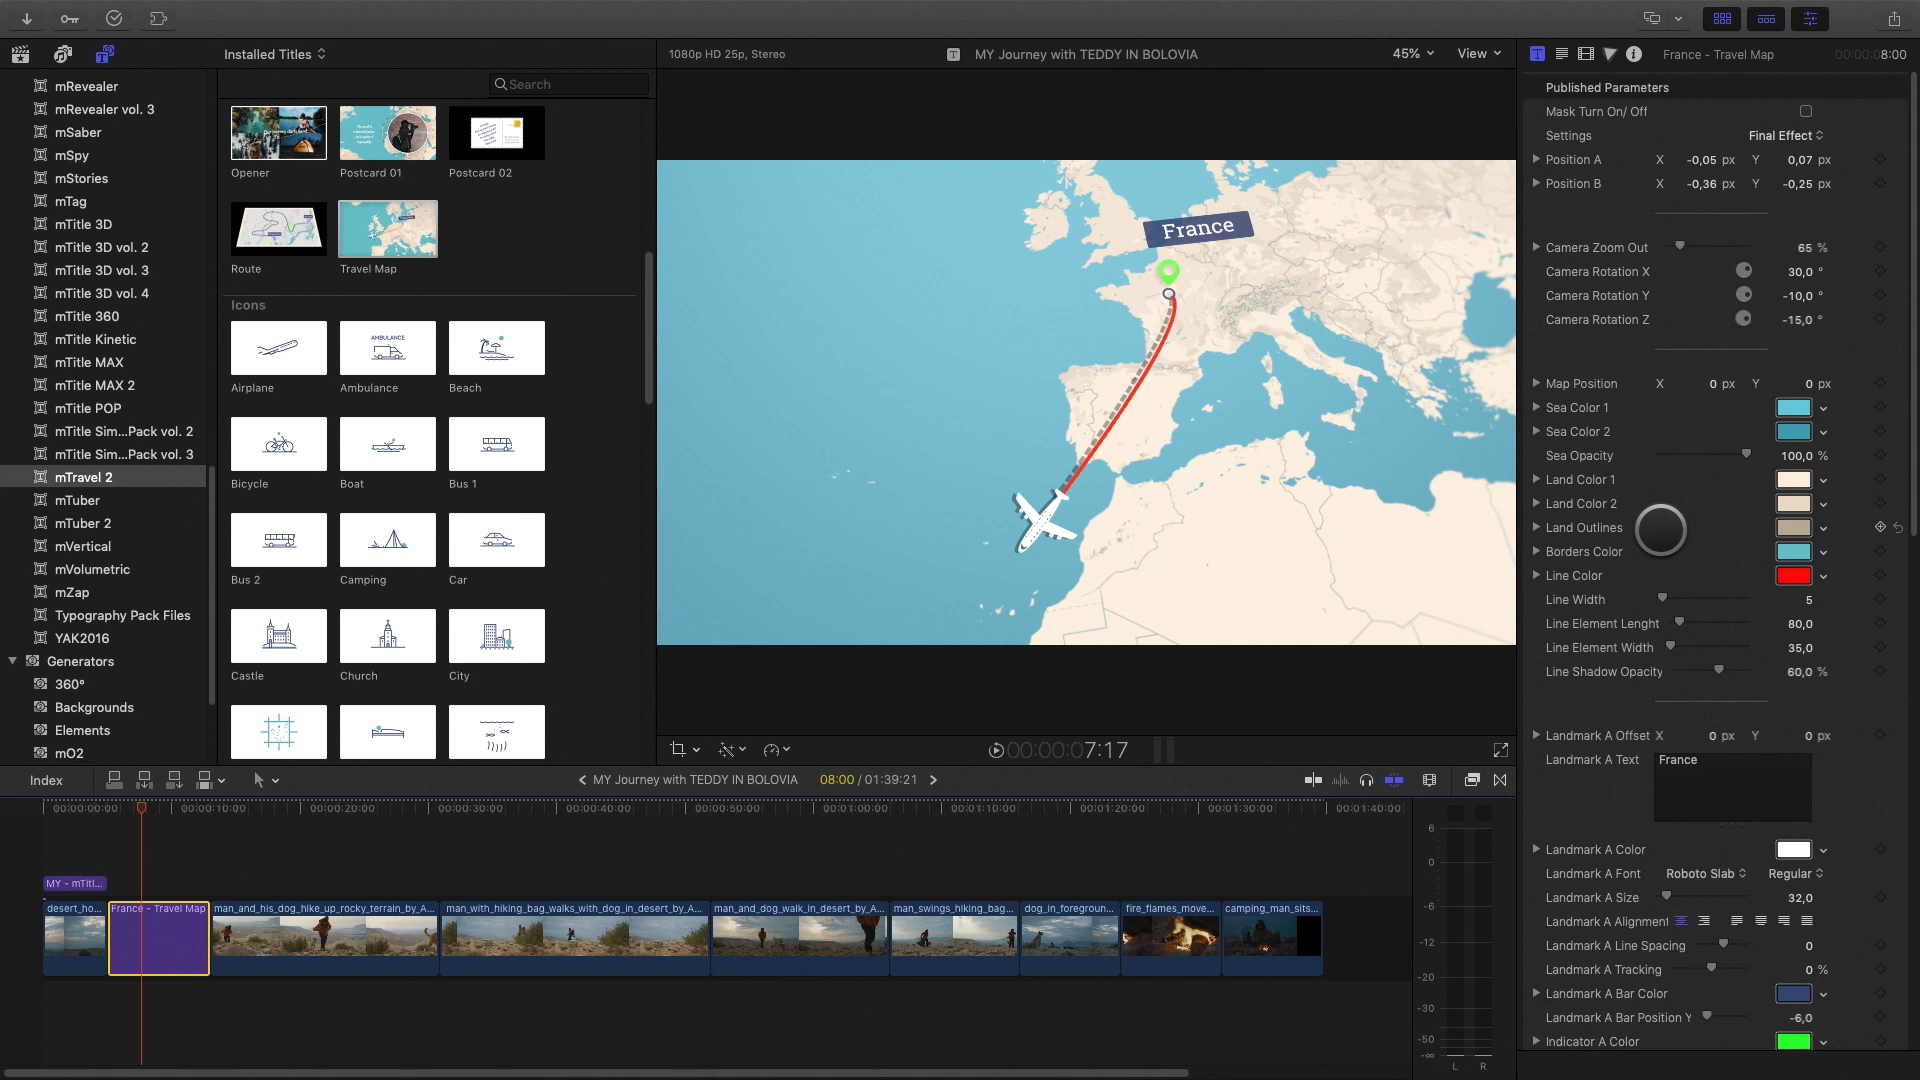 Installed Titles
1080p HD 25p, Stereo
MY Journey with TEDDY IN BOLOVIA
45%
View
France - Travel Map
00:00:08:00
Search
mRevealer
mRevealer vol. 3
mSaber
mSpy
mStories
mTag
mTitle 3D
mTitle 3D vol. 2
mTitle 3D vol. 3
mTitle 3D vol. 4
mTitle 360
mTitle Kinetic
mTitle MAX
mTitle MAX 2
mTitle POP
mTitle Sim...Pack vol. 2
mTitle Sim...Pack vol. 3
mTravel 2
mTuber
mTuber 2
mVertical
mVolumetric
mZap
Typography Pack Files
YAK2016
Generators
360°
Backgrounds
Elements
mO2
Opener
Postcard 01
Postcard 02
Route
Travel Map
Icons
AMBULANCE
Airplane
Ambulance
Beach
Bicycle
Boat
Bus 1
Bus 2
Camping
Car
Castle
Church
City
France
00:00:07:17
Published Parameters
Mask Turn On/ Off
Settings
Final Effect
Position A X -0,05 px Y 0,07 px
Position B X -0,36 px Y -0,25 px
Camera Zoom Out 65 %
Camera Rotation X 30,0 °
Camera Rotation Y -10,0 °
Camera Rotation Z -15,0 °
Map Position X 0 px Y 0 px
Sea Color 1
Sea Color 2
Sea Opacity 100,0 %
Land Color 1
Land Color 2
Land Outlines
Borders Color
Line Color
Line Width 5
Line Element Lenght 80,0
Line Element Width 35,0
Line Shadow Opacity 60,0 %
Landmark A Offset X 0 px Y 0 px
Landmark A Text France
Landmark A Color
Landmark A Font Roboto Slab Regular
Landmark A Size 32,0
Landmark A Alignment
Landmark A Line Spacing 0
Landmark A Tracking 0 %
Landmark A Bar Color
Landmark A Bar Position Y -6,0
Indicator A Color
Index
MY Journey with TEDDY IN BOLOVIA 08:00 / 01:39:21
00:00:00:00 00:00:10:00 00:00:20:00 00:00:30:00 00:00:40:00 00:00:50:00 00:01:00:00 00:01:10:00 00:01:20:00 00:01:30:00 00:01:40:00
MY - mTitl...
desert_ho...
France - Travel Map
man_and_his_dog_hike_up_rocky_terrain_by_A...
man_with_hiking_bag_walks_with_dog_in_desert_by_A...
man_and_dog_walk_in_desert_by_A...
man_swings_hiking_bag...
dog_in_foregroun...
fire_flames_move...
camping_man_sits...
6
0
-6
-12
-20
-30
-50
-∞
L R